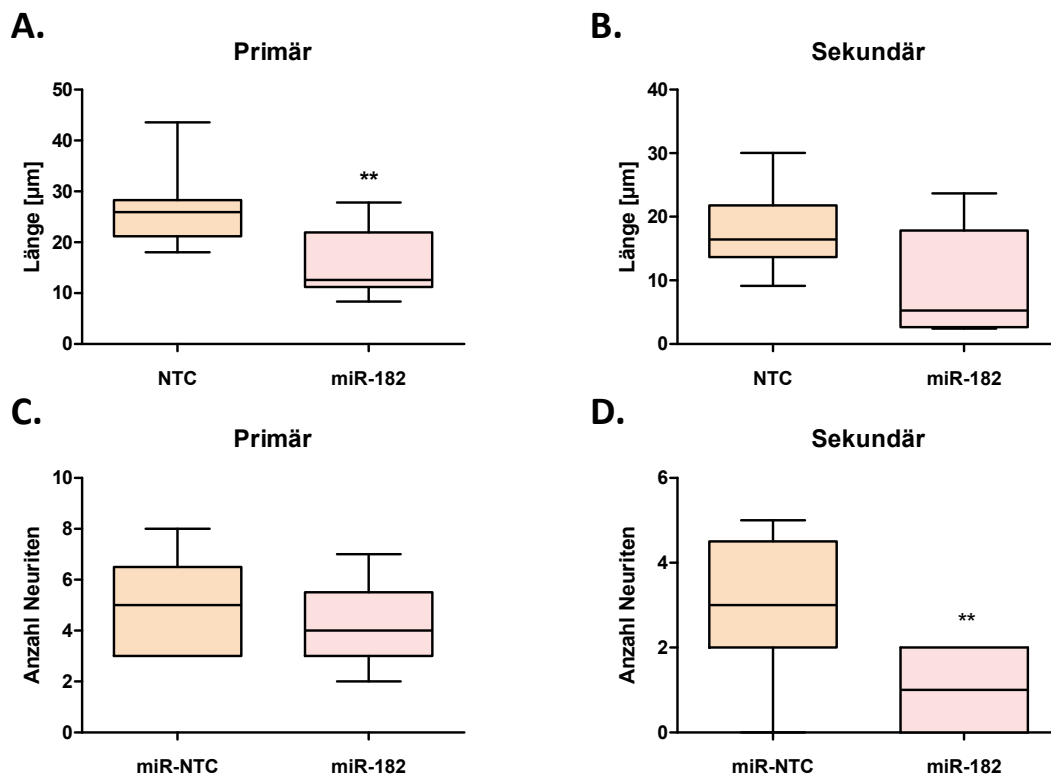 A.
Primär
50
40
30
20
10
0
Länge [µm]
**
NTC
miR-182
B.
Sekundär
40
30
20
10
0
Länge [µm]
NTC
miR-182
C.
Primär
10
8
6
4
2
0
Anzahl Neuriten
miR-NTC
miR-182
D.
Sekundär
6
4
2
0
Anzahl Neuriten
**
miR-NTC
miR-182